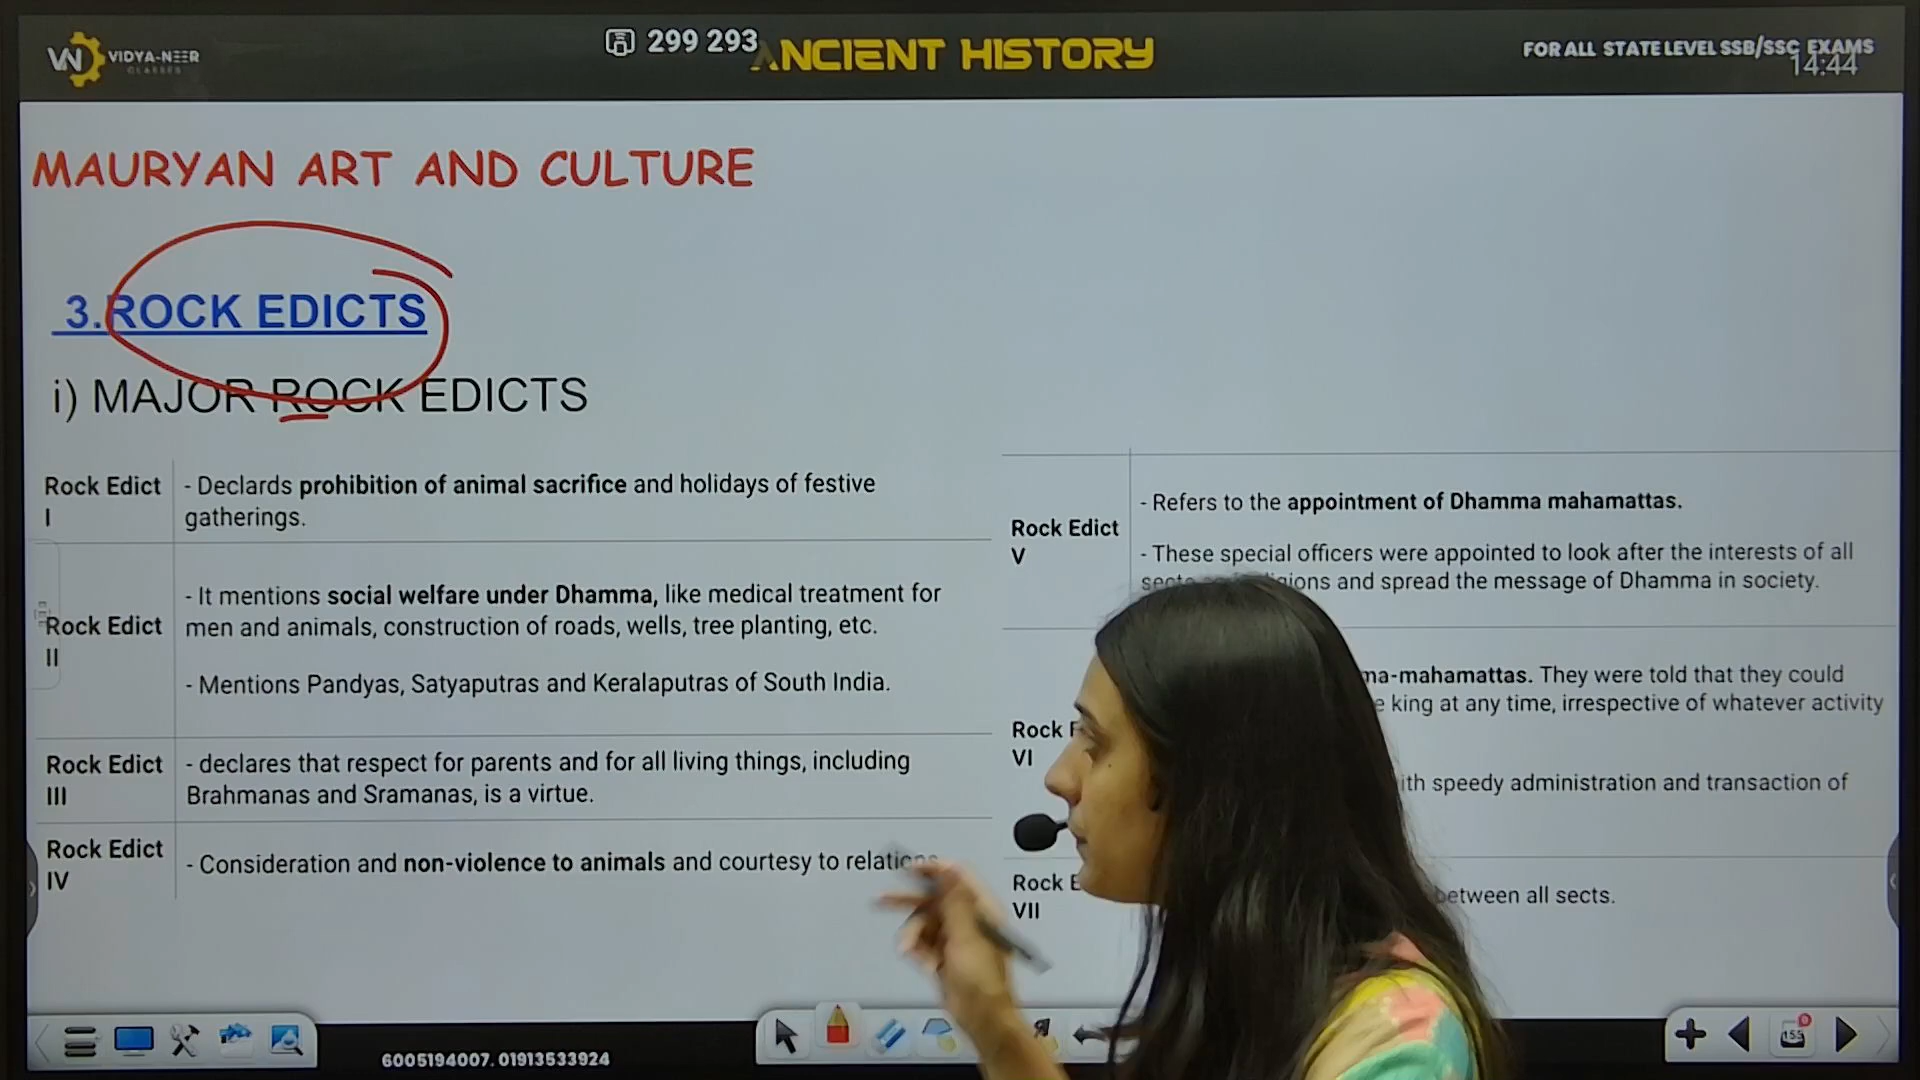 VIDYA-NEER
CLASSES
299 293
ANCIENT HISTORY
FOR ALL STATE LEVEL SSB/SSC EXAMS
14:44
MAURYAN ART AND CULTURE
3.ROCK EDICTS
i) MAJOR ROCK EDICTS
Rock Edict
I
- Declards prohibition of animal sacrifice and holidays of festive
gatherings.
Rock Edict
II
- It mentions social welfare under Dhamma, like medical treatment for
men and animals, construction of roads, wells, tree planting, etc.
- Mentions Pandyas, Satyaputras and Keralaputras of South India.
Rock Edict
III
- declares that respect for parents and for all living things, including
Brahmanas and Sramanas, is a virtue.
Rock Edict
IV
- Consideration and non-violence to animals and courtesy to relations
Rock Edict
V
- Refers to the appointment of Dhamma mahamattas.
- These special officers were appointed to look after the interests of all
and spread the message of Dhamma in society.
Rock
VI
mahamattas. They were told that they could
king at any time, irrespective of whatever activity
speedy administration and transaction of
Rock
VII
between all sects.
6005194007. 01913533924
155